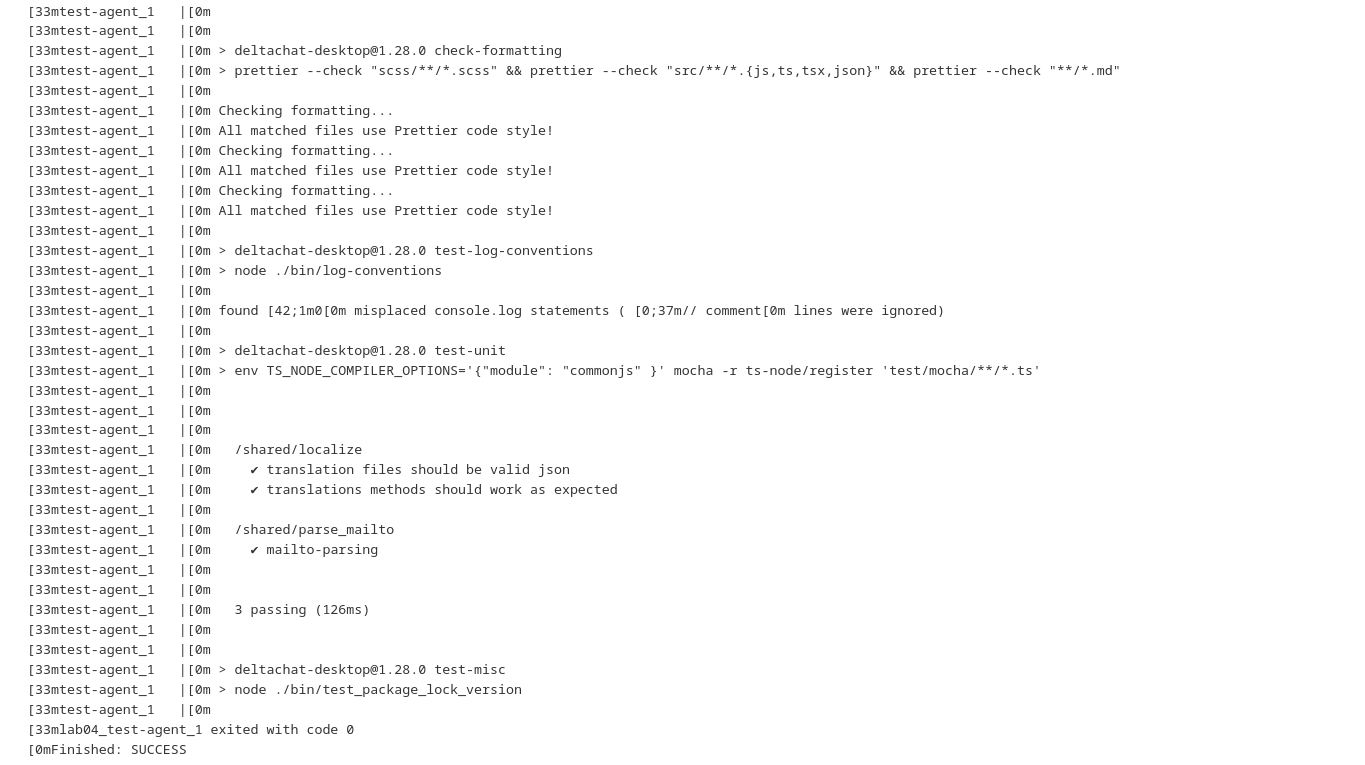 [33mtest-agent_1   |[0m
[33mtest-agent_1   |[0m
[33mtest-agent_1   |[0m > deltachat-desktop@1.28.0 check-formatting
[33mtest-agent_1   |[0m > prettier --check "scss/**/*.scss" && prettier --check "src/**/*.{js,ts,tsx,json}" && prettier --check "**/*.md"
[33mtest-agent_1   |[0m
[33mtest-agent_1   |[0m Checking formatting...
[33mtest-agent_1   |[0m All matched files use Prettier code style!
[33mtest-agent_1   |[0m Checking formatting...
[33mtest-agent_1   |[0m All matched files use Prettier code style!
[33mtest-agent_1   |[0m Checking formatting...
[33mtest-agent_1   |[0m All matched files use Prettier code style!
[33mtest-agent_1   |[0m
[33mtest-agent_1   |[0m > deltachat-desktop@1.28.0 test-log-conventions
[33mtest-agent_1   |[0m > node ./bin/log-conventions
[33mtest-agent_1   |[0m
[33mtest-agent_1   |[0m found [42;1m0[0m misplaced console.log statements ( [0;37m// comment[0m lines were ignored)
[33mtest-agent_1   |[0m
[33mtest-agent_1   |[0m > deltachat-desktop@1.28.0 test-unit
[33mtest-agent_1   |[0m > env TS_NODE_COMPILER_OPTIONS='{"module": "commonjs" }' mocha -r ts-node/register 'test/mocha/**/*.ts'
[33mtest-agent_1   |[0m
[33mtest-agent_1   |[0m
[33mtest-agent_1   |[0m
[33mtest-agent_1   |[0m   /shared/localize
[33mtest-agent_1   |[0m     ✔ translation files should be valid json
[33mtest-agent_1   |[0m     ✔ translations methods should work as expected
[33mtest-agent_1   |[0m
[33mtest-agent_1   |[0m   /shared/parse_mailto
[33mtest-agent_1   |[0m     ✔ mailto-parsing
[33mtest-agent_1   |[0m
[33mtest-agent_1   |[0m
[33mtest-agent_1   |[0m   3 passing (126ms)
[33mtest-agent_1   |[0m
[33mtest-agent_1   |[0m
[33mtest-agent_1   |[0m > deltachat-desktop@1.28.0 test-misc
[33mtest-agent_1   |[0m > node ./bin/test_package_lock_version
[33mtest-agent_1   |[0m
[33mlab04_test-agent_1 exited with code 0
[0mFinished: SUCCESS